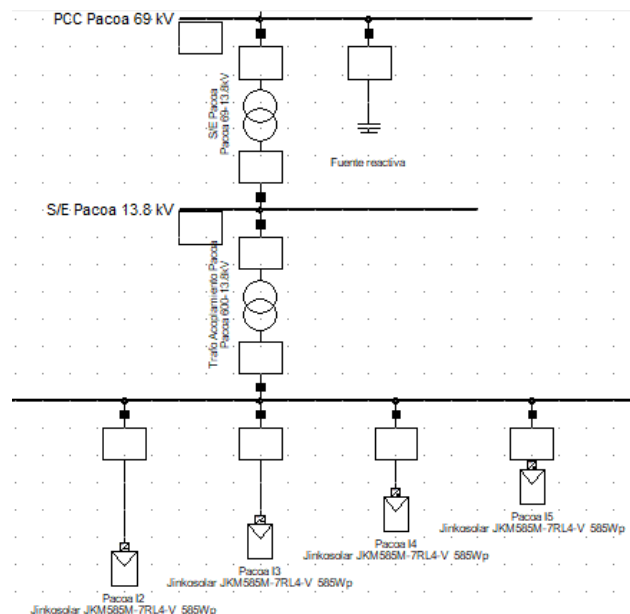 PCC Pacoa 69 kV
S/E Pacoa
Pacoa 69-13.8kV
Fuente reactiva
S/E Pacoa 13.8 kV
Trafo Acoplamiento Pacoa
Pacoa 600-13.8kV
Pacoa I5
Jinkosolar JKM585M-7RL4-V 585Wp
Pacoa I4
Jinkosolar JKM585M-7RL4-V 585Wp
Pacoa I3
Jinkosolar JKM585M-7RL4-V 585Wp
Pacoa I2
Jinkosolar JKM585M-7RL4-V 585Wp